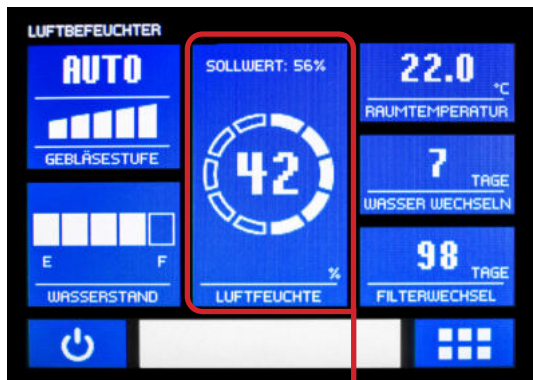 LUFTBEFEUCHTER
AUTO
GEBLÄSESTUFE
E F
WASSERSTAND
SOLLWERT: 56%
42
%
LUFTFEUCHTE
22.0
°C
RAUMTEMPERATUR
7
TAGE
WASSER WECHSELN
98
TAGE
FILTERWECHSEL